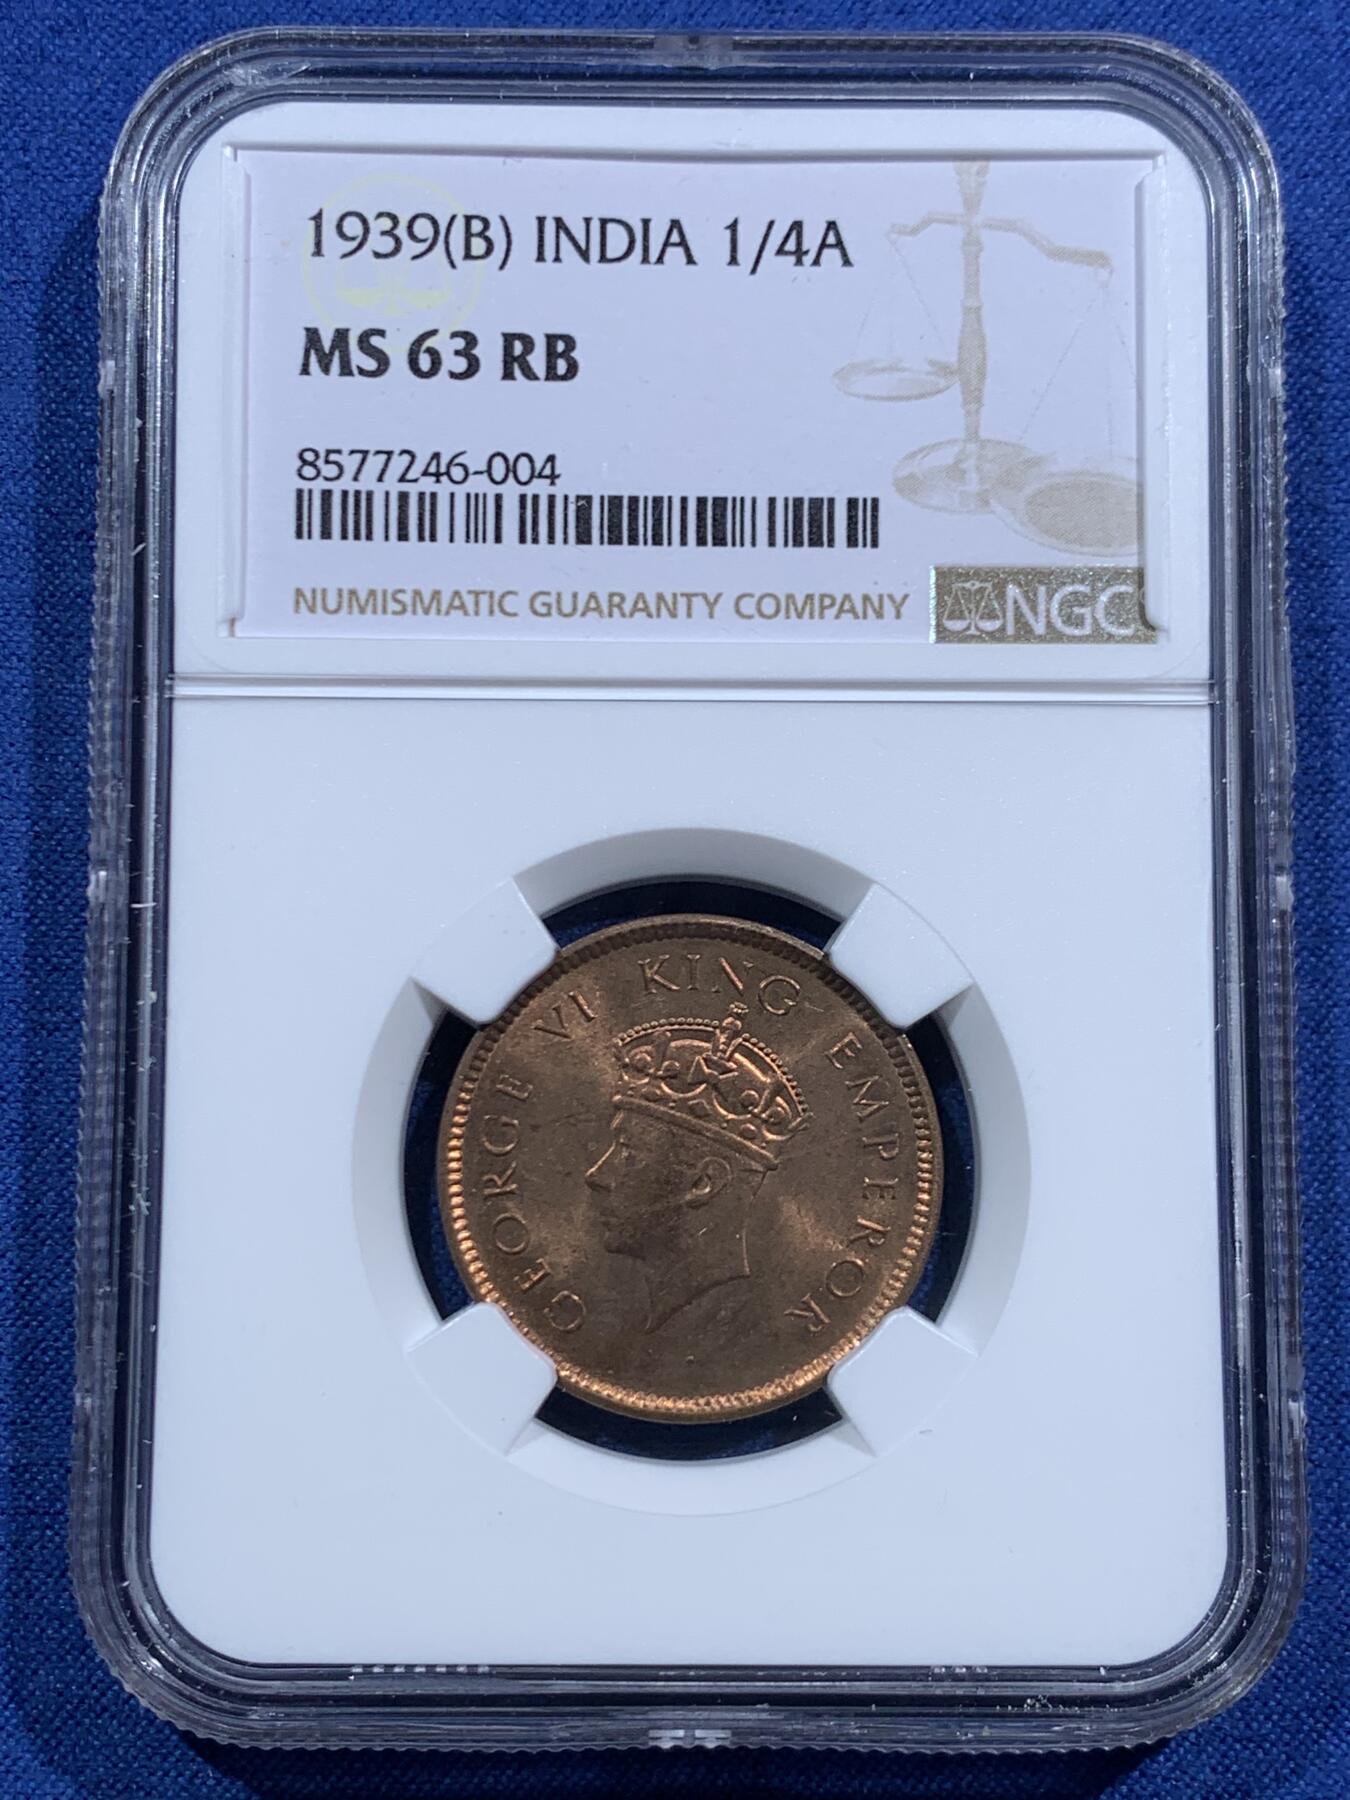 1939(B) INDIA 1/4A
MS 63 RB
8577246-004
NUMISMATIC GUARANTY COMPANY
NGC
GEORGE VI KING EMPEROR